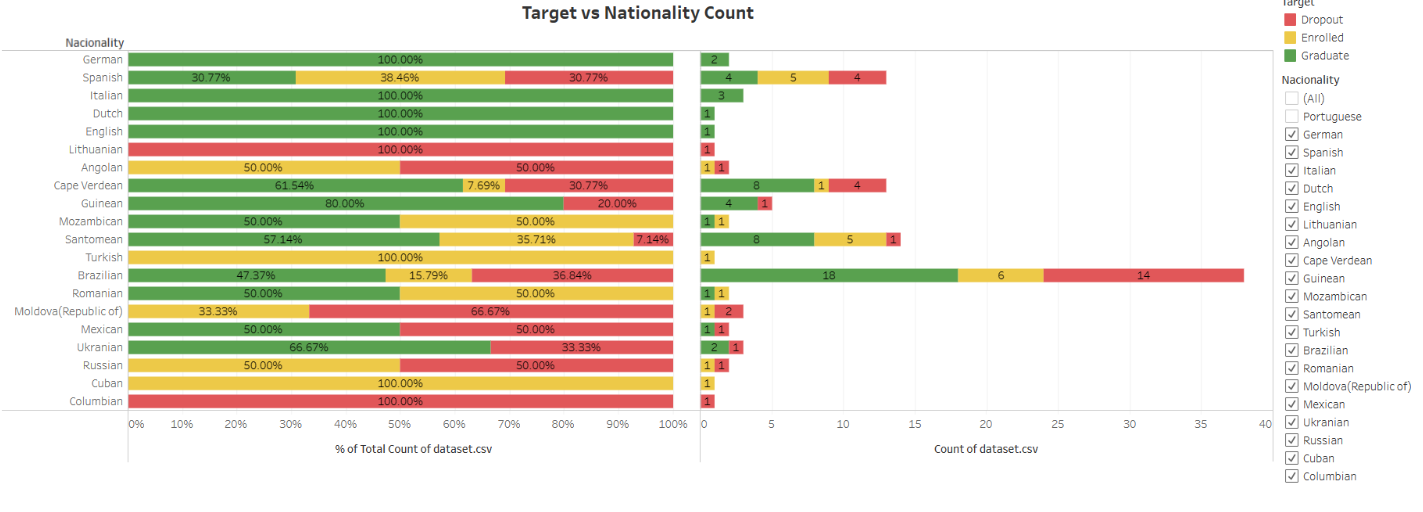 Target vs Nationality Count
Nacionality
German 100.00% 2
Spanish 30.77% 38.46% 30.77% 4 5 4
Italian 100.00% 3
Dutch 100.00% 1
English 100.00% 1
Lithuanian 100.00% 1
Angolan 50.00% 50.00% 1 1
Cape Verdean 61.54% 7.69% 30.77% 8 1 4
Guinean 80.00% 20.00% 4 1
Mozambican 50.00% 50.00% 1 1
Santomean 57.14% 35.71% 7.14% 8 5 1
Turkish 100.00% 1
Brazilian 47.37% 15.79% 36.84% 18 6 14
Romanian 50.00% 50.00% 1 1
Moldova(Republic of) 33.33% 66.67% 1 2
Mexican 50.00% 50.00% 1 1
Ukranian 66.67% 33.33% 2 1
Russian 50.00% 50.00% 1 1
Cuban 100.00% 1
Columbian 100.00% 1
0% 10% 20% 30% 40% 50% 60% 70% 80% 90% 100% 0 5 10 15 20 25 30 35 40
% of Total Count of dataset.csv Count of dataset.csv
Target
Dropout
Enrolled
Graduate
Nacionality
(All)
Portuguese
German
Spanish
Italian
Dutch
English
Lithuanian
Angolan
Cape Verdean
Guinean
Mozambican
Santomean
Turkish
Brazilian
Romanian
Moldova(Republic of)
Mexican
Ukranian
Russian
Cuban
Columbian